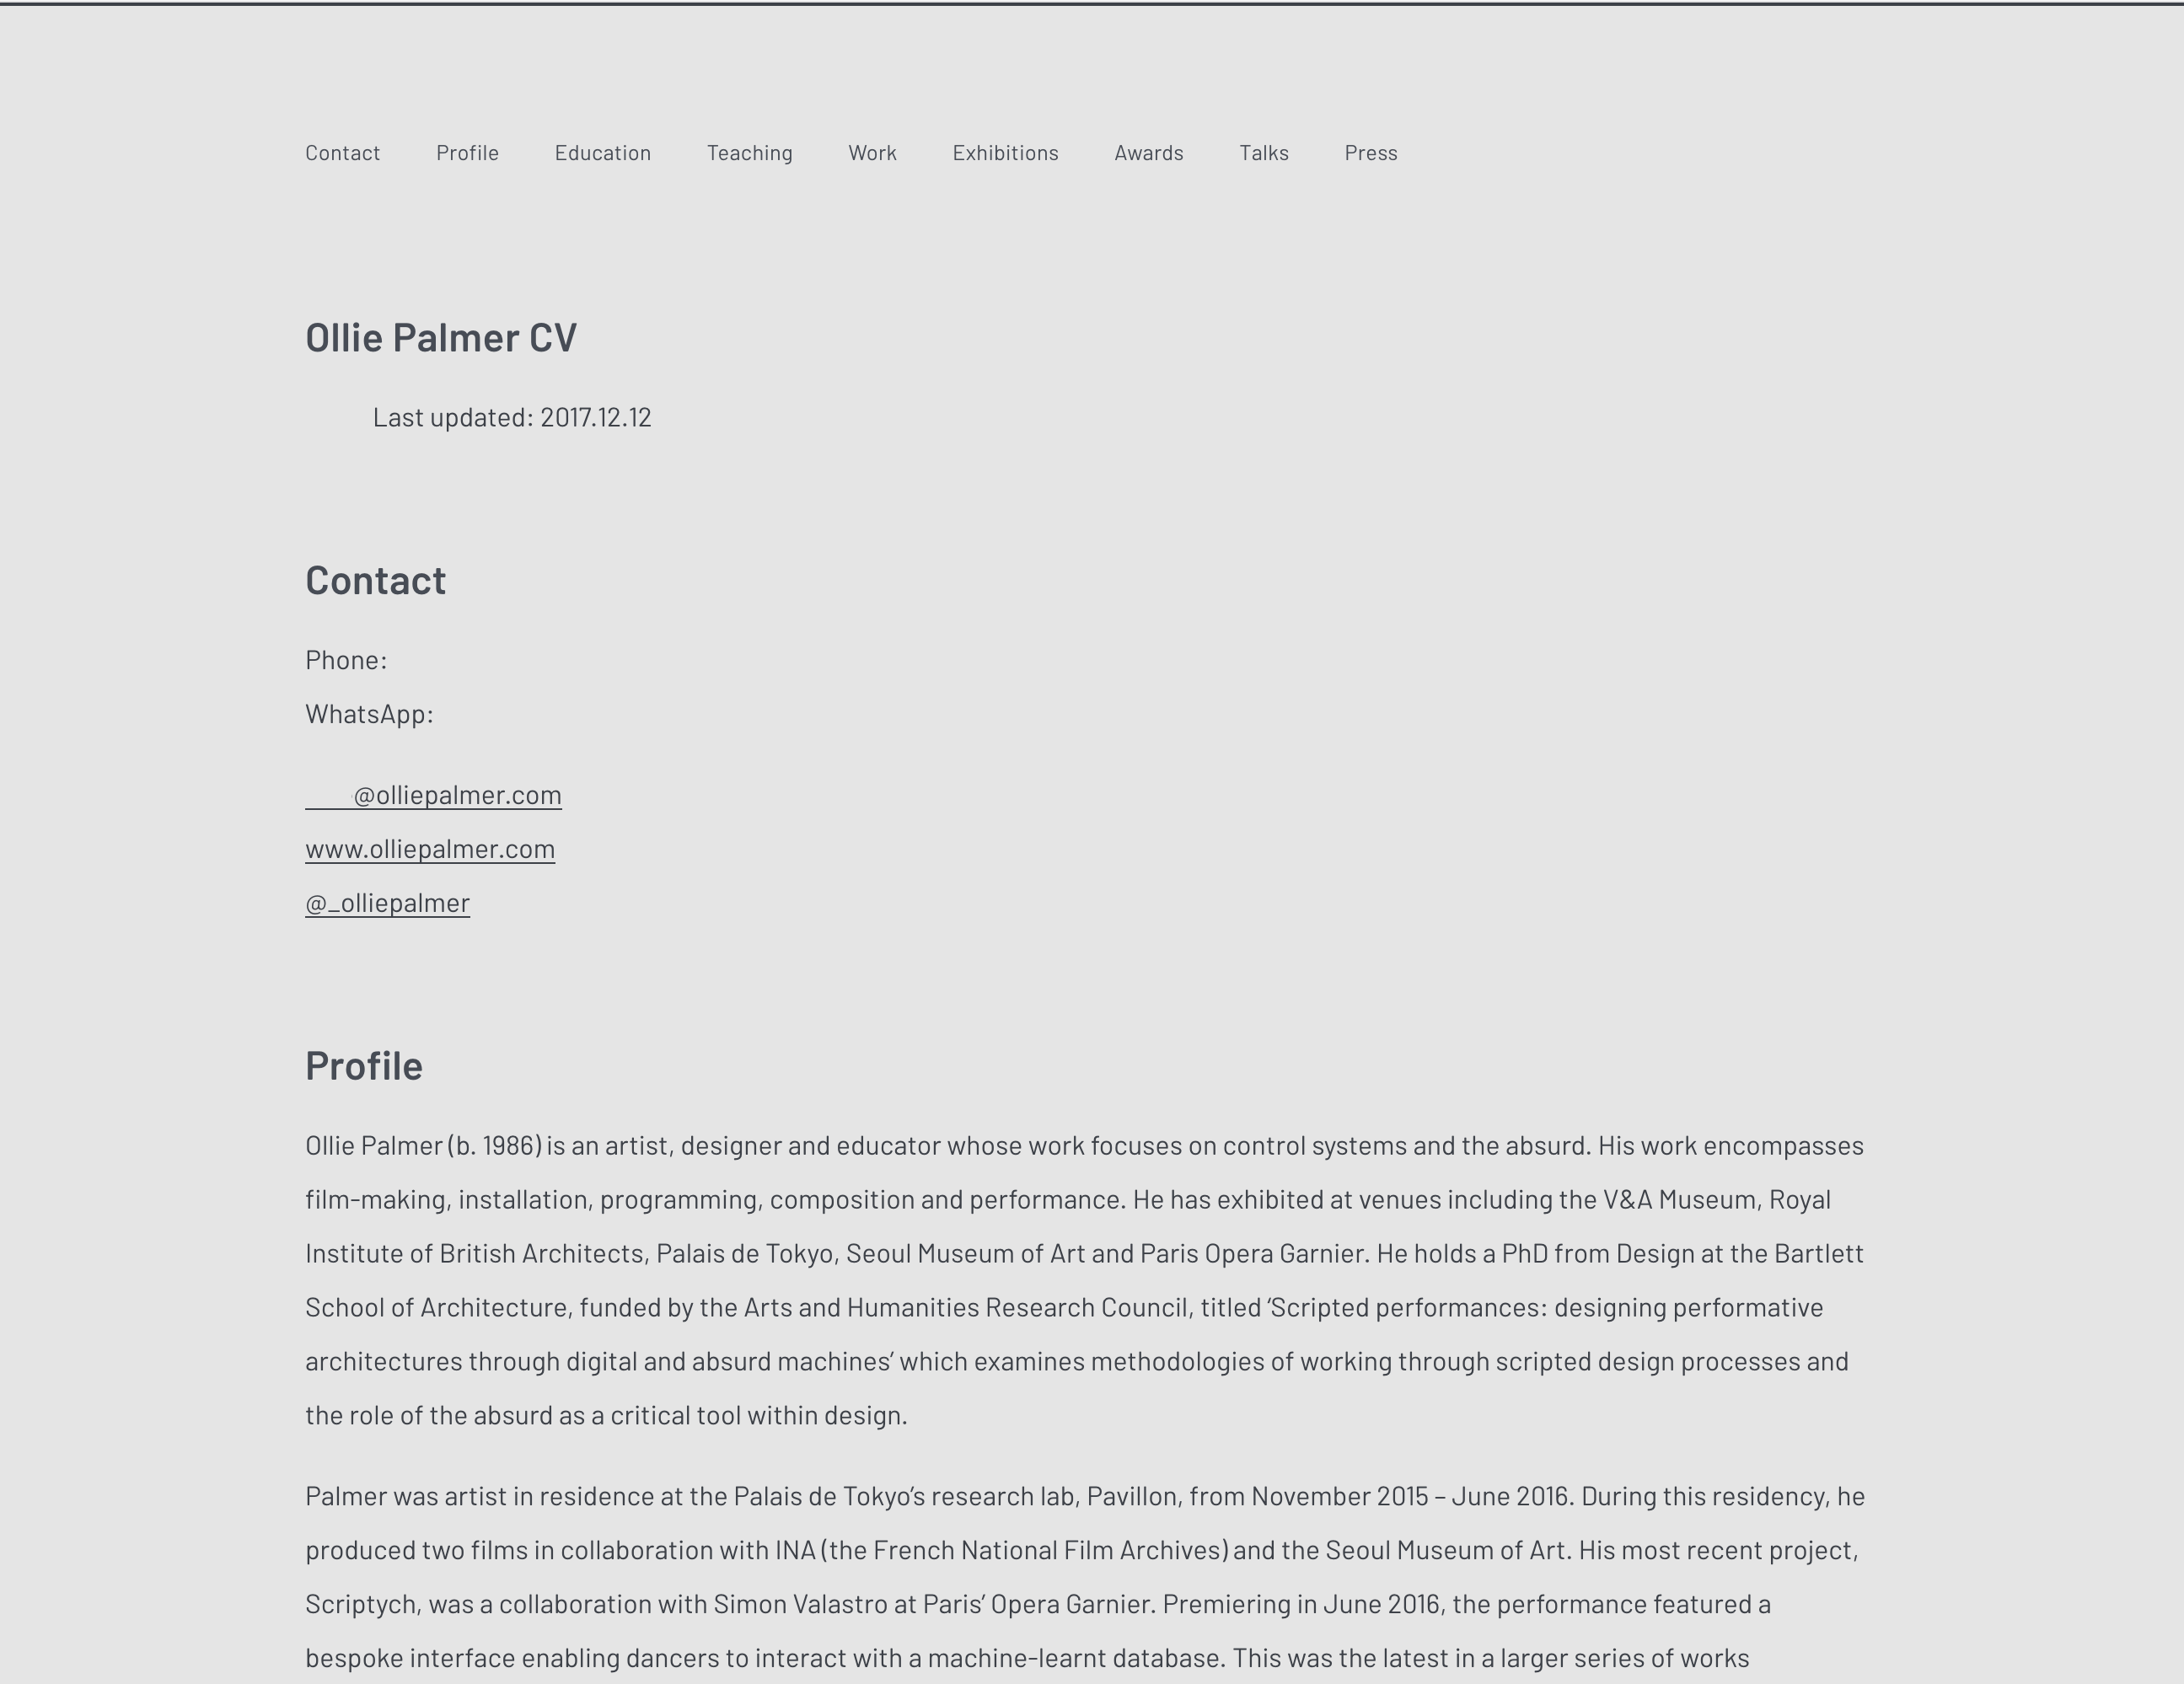 Contact Profile Education Teaching Work Exhibitions Awards Talks Press
Ollie Palmer CV
Last updated: 2017.12.12
Contact
Phone:
WhatsApp:
@olliepalmer.com
www.olliepalmer.com
@_olliepalmer
Profile
Ollie Palmer (b. 1986) is an artist, designer and educator whose work focuses on control systems and the absurd. His work encompasses
film-making, installation, programming, composition and performance. He has exhibited at venues including the V&A Museum, Royal
Institute of British Architects, Palais de Tokyo, Seoul Museum of Art and Paris Opera Garnier. He holds a PhD from Design at the Bartlett
School of Architecture, funded by the Arts and Humanities Research Council, titled ‘Scripted performances: designing performative
architectures through digital and absurd machines’ which examines methodologies of working through scripted design processes and
the role of the absurd as a critical tool within design.
Palmer was artist in residence at the Palais de Tokyo’s research lab, Pavillon, from November 2015 – June 2016. During this residency, he
produced two films in collaboration with INA (the French National Film Archives) and the Seoul Museum of Art. His most recent project,
Scriptych, was a collaboration with Simon Valastro at Paris’ Opera Garnier. Premiering in June 2016, the performance featured a
bespoke interface enabling dancers to interact with a machine-learnt database. This was the latest in a larger series of works